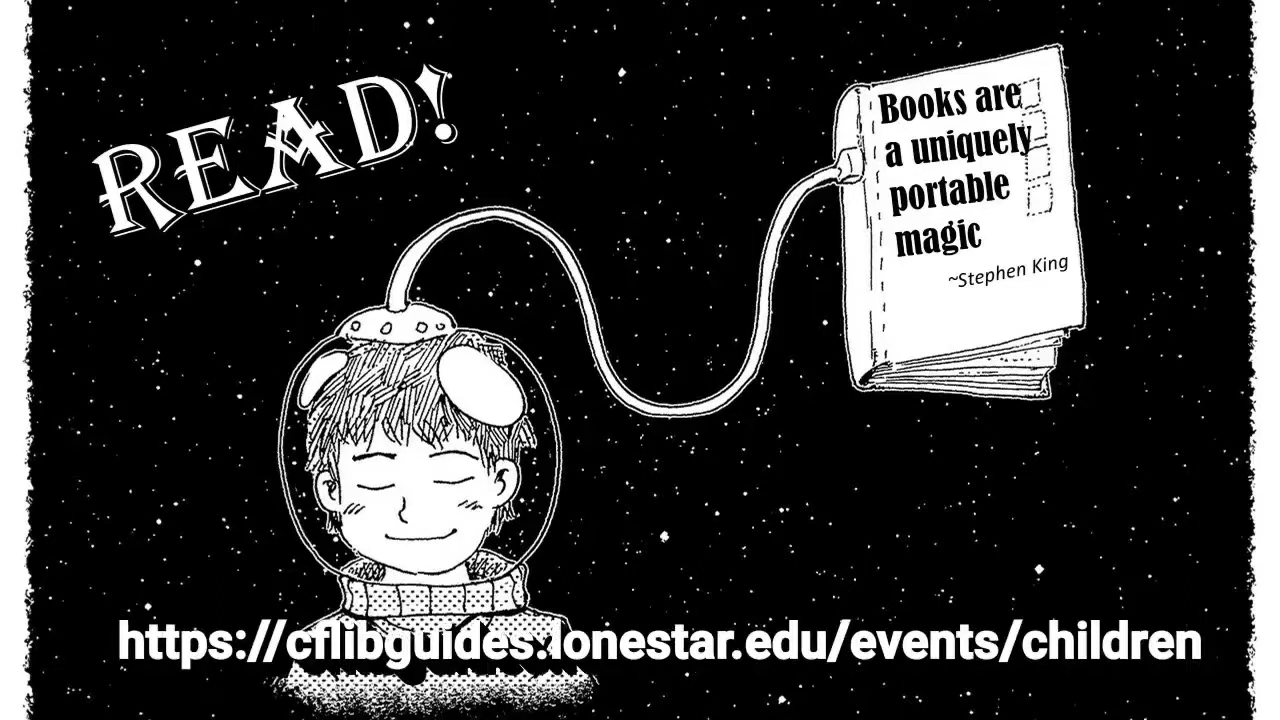 READ!
Books are
a uniquely
portable
magic
~Stephen King
https://cflibguides.lonestar.edu/events/children